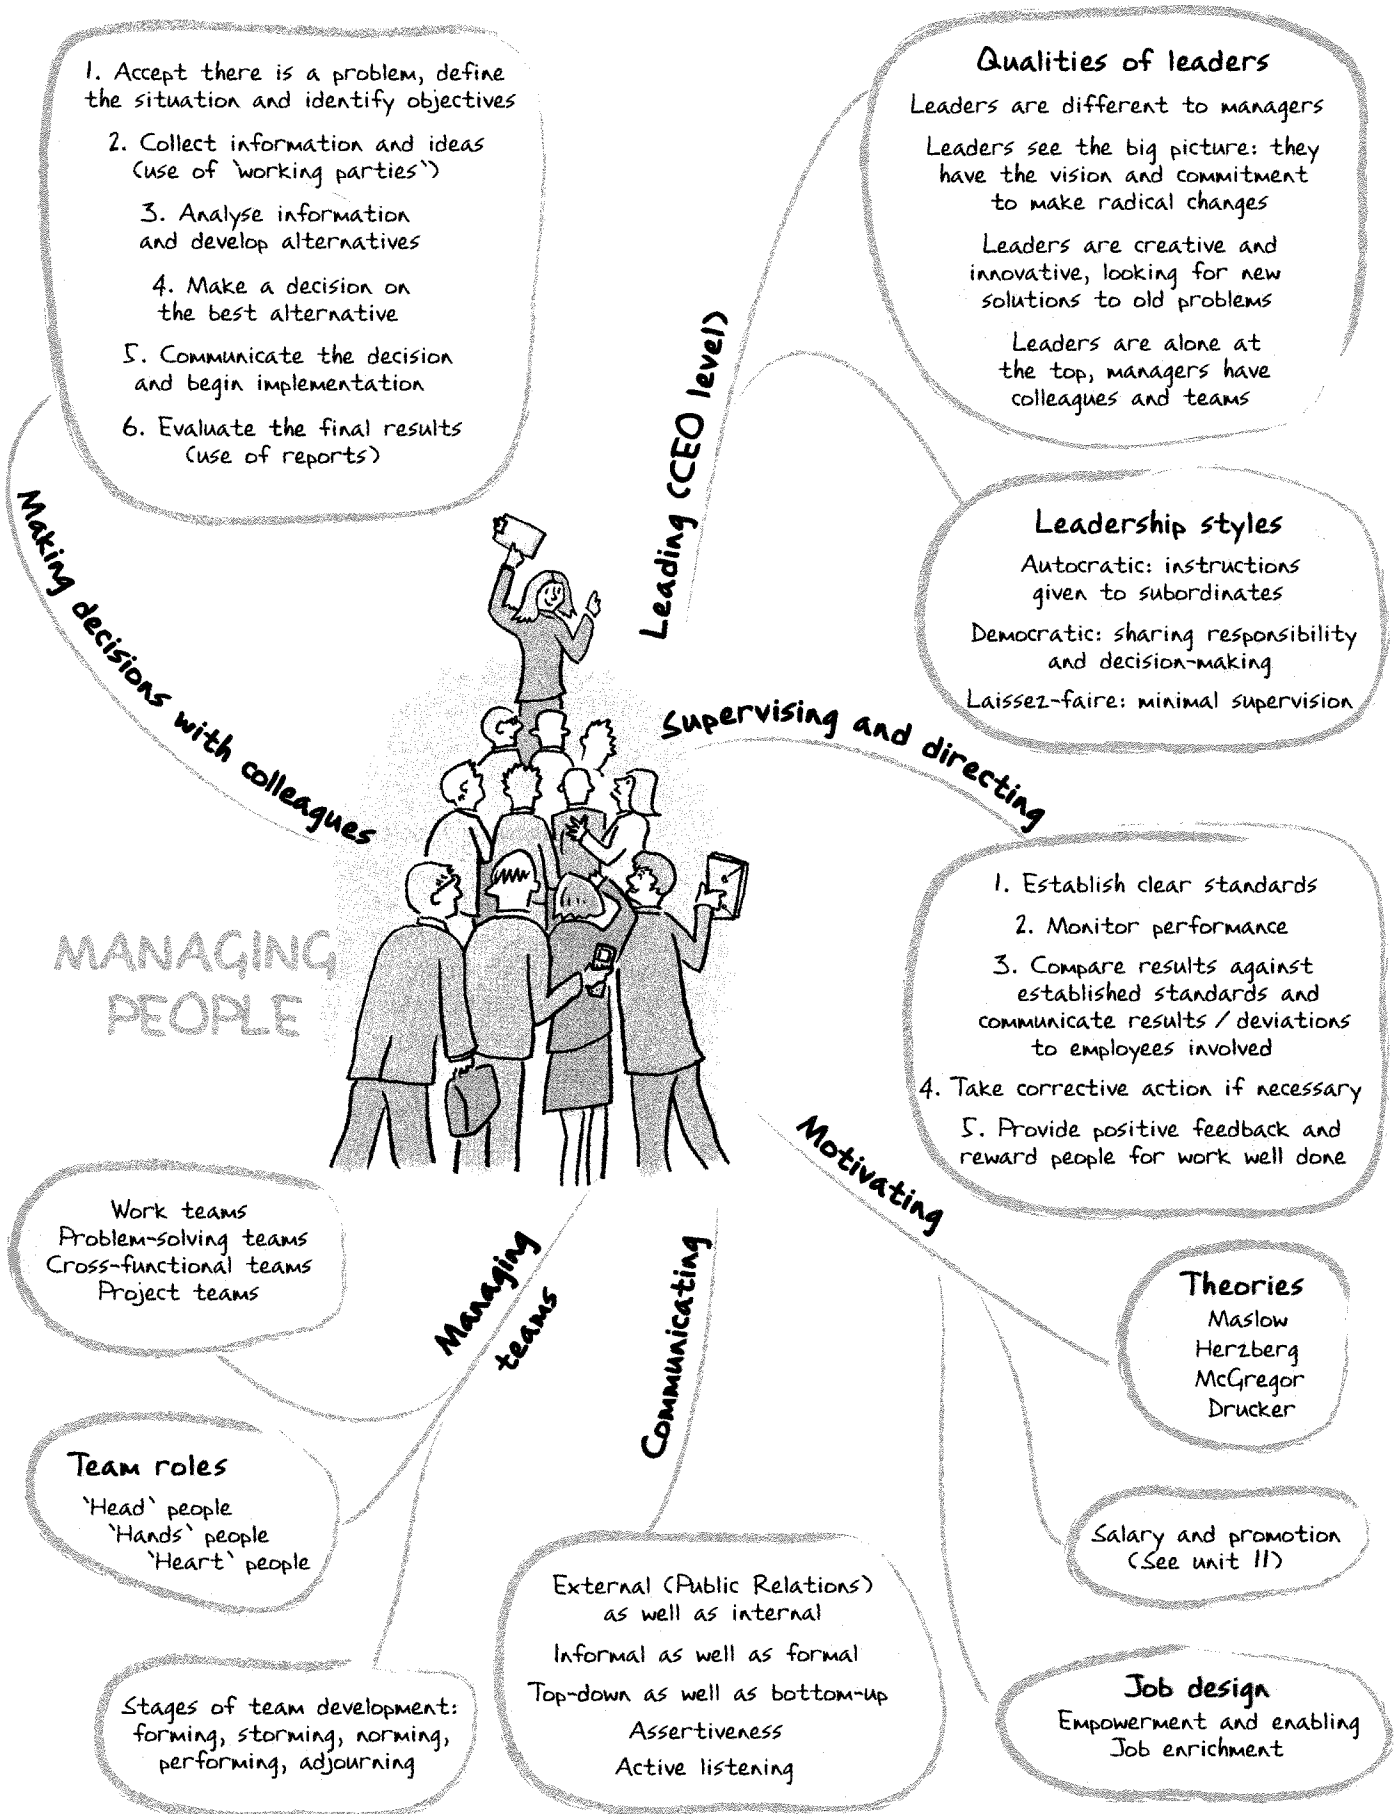 1. Accept there is a problem, define
the situation and identify objectives
2. Collect information and ideas
(use of `working parties`)
3. Analyse information
and develop alternatives
4. Make a decision on
the best alternative
5. Communicate the decision
and begin implementation
6. Evaluate the final results
(use of reports)
Making decisions with colleagues
Qualities of leaders
Leaders are different to managers
Leaders see the big picture: they
have the vision and commitment
to make radical changes
Leaders are creative and
innovative, looking for new
solutions to old problems
Leaders are alone at
the top, managers have
colleagues and teams
Leading (CEO level)
Leadership styles
Autocratic: instructions
given to subordinates
Democratic: sharing responsibility
and decision-making
Laissez-faire: minimal supervision
Supervising and directing
1. Establish clear standards
2. Monitor performance
3. Compare results against
established standards and
communicate results / deviations
to employees involved
4. Take corrective action if necessary
5. Provide positive feedback and
reward people for work well done
MANAGING
PEOPLE
Motivating
Theories
Maslow
Herzberg
McGregor
Drucker
Salary and promotion
(See unit 11)
Job design
Empowerment and enabling
Job enrichment
Communicating
External (Public Relations)
as well as internal
Informal as well as formal
Top-down as well as bottom-up
Assertiveness
Active listening
Managing
teams
Work teams
Problem-solving teams
Cross-functional teams
Project teams
Team roles
`Head` people
`Hands` people
`Heart` people
Stages of team development:
forming, storming, norming,
performing, adjourning